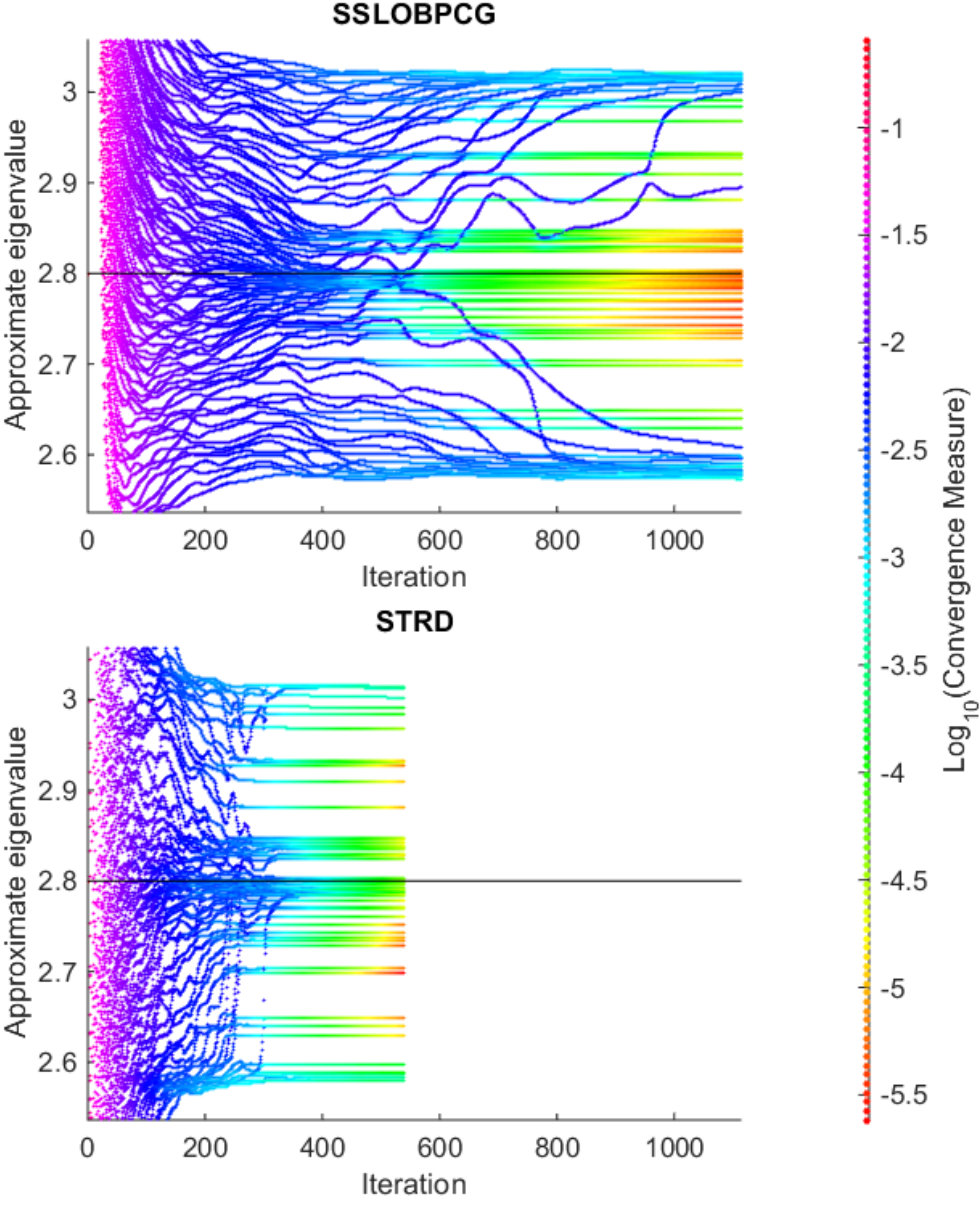 SSLOBPCG
3
2.9
2.8
2.7
2.6
Approximate eigenvalue
0 200 400 600 800 1000
Iteration
STRD
3
2.9
2.8
2.7
2.6
Approximate eigenvalue
0 200 400 600 800 1000
Iteration
-1
-1.5
-2
-2.5
-3
-3.5
-4
-4.5
-5
-5.5
Log10(Convergence Measure)